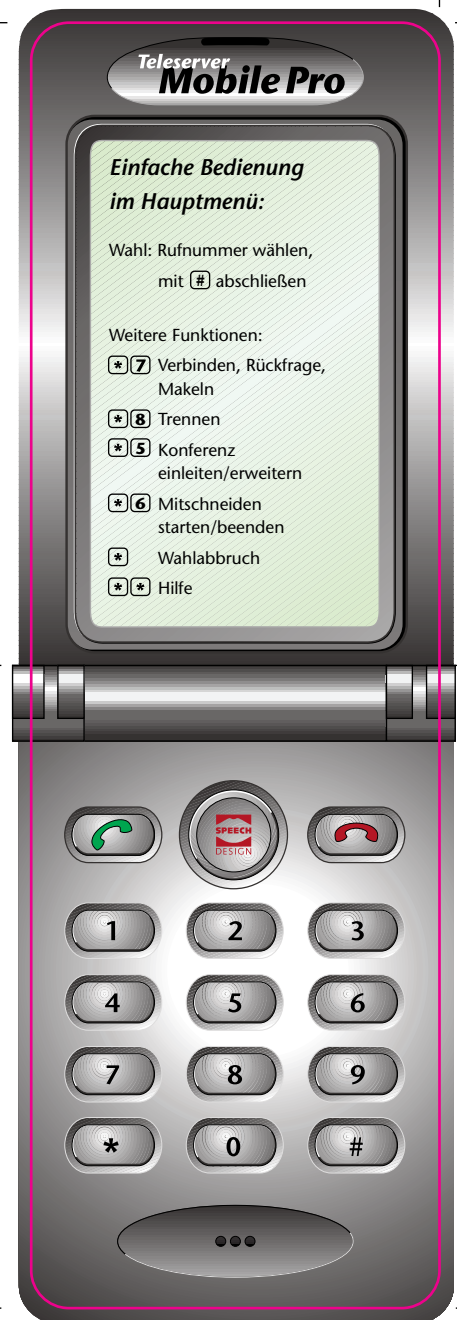 Teleserver
Mobile Pro
Einfache Bedienung
im Hauptmenü:
Wahl: Rufnummer wählen,
mit # abschließen
Weitere Funktionen:
*7 Verbinden, Rückfrage,
Makeln
*8 Trennen
*5 Konferenz
einleiten/erweitern
*6 Mitschneiden
starten/beenden
* Wahlabbruch
** Hilfe
SPEECH
DESIGN
1 2 3
4 5 6
7 8 9
* 0 #